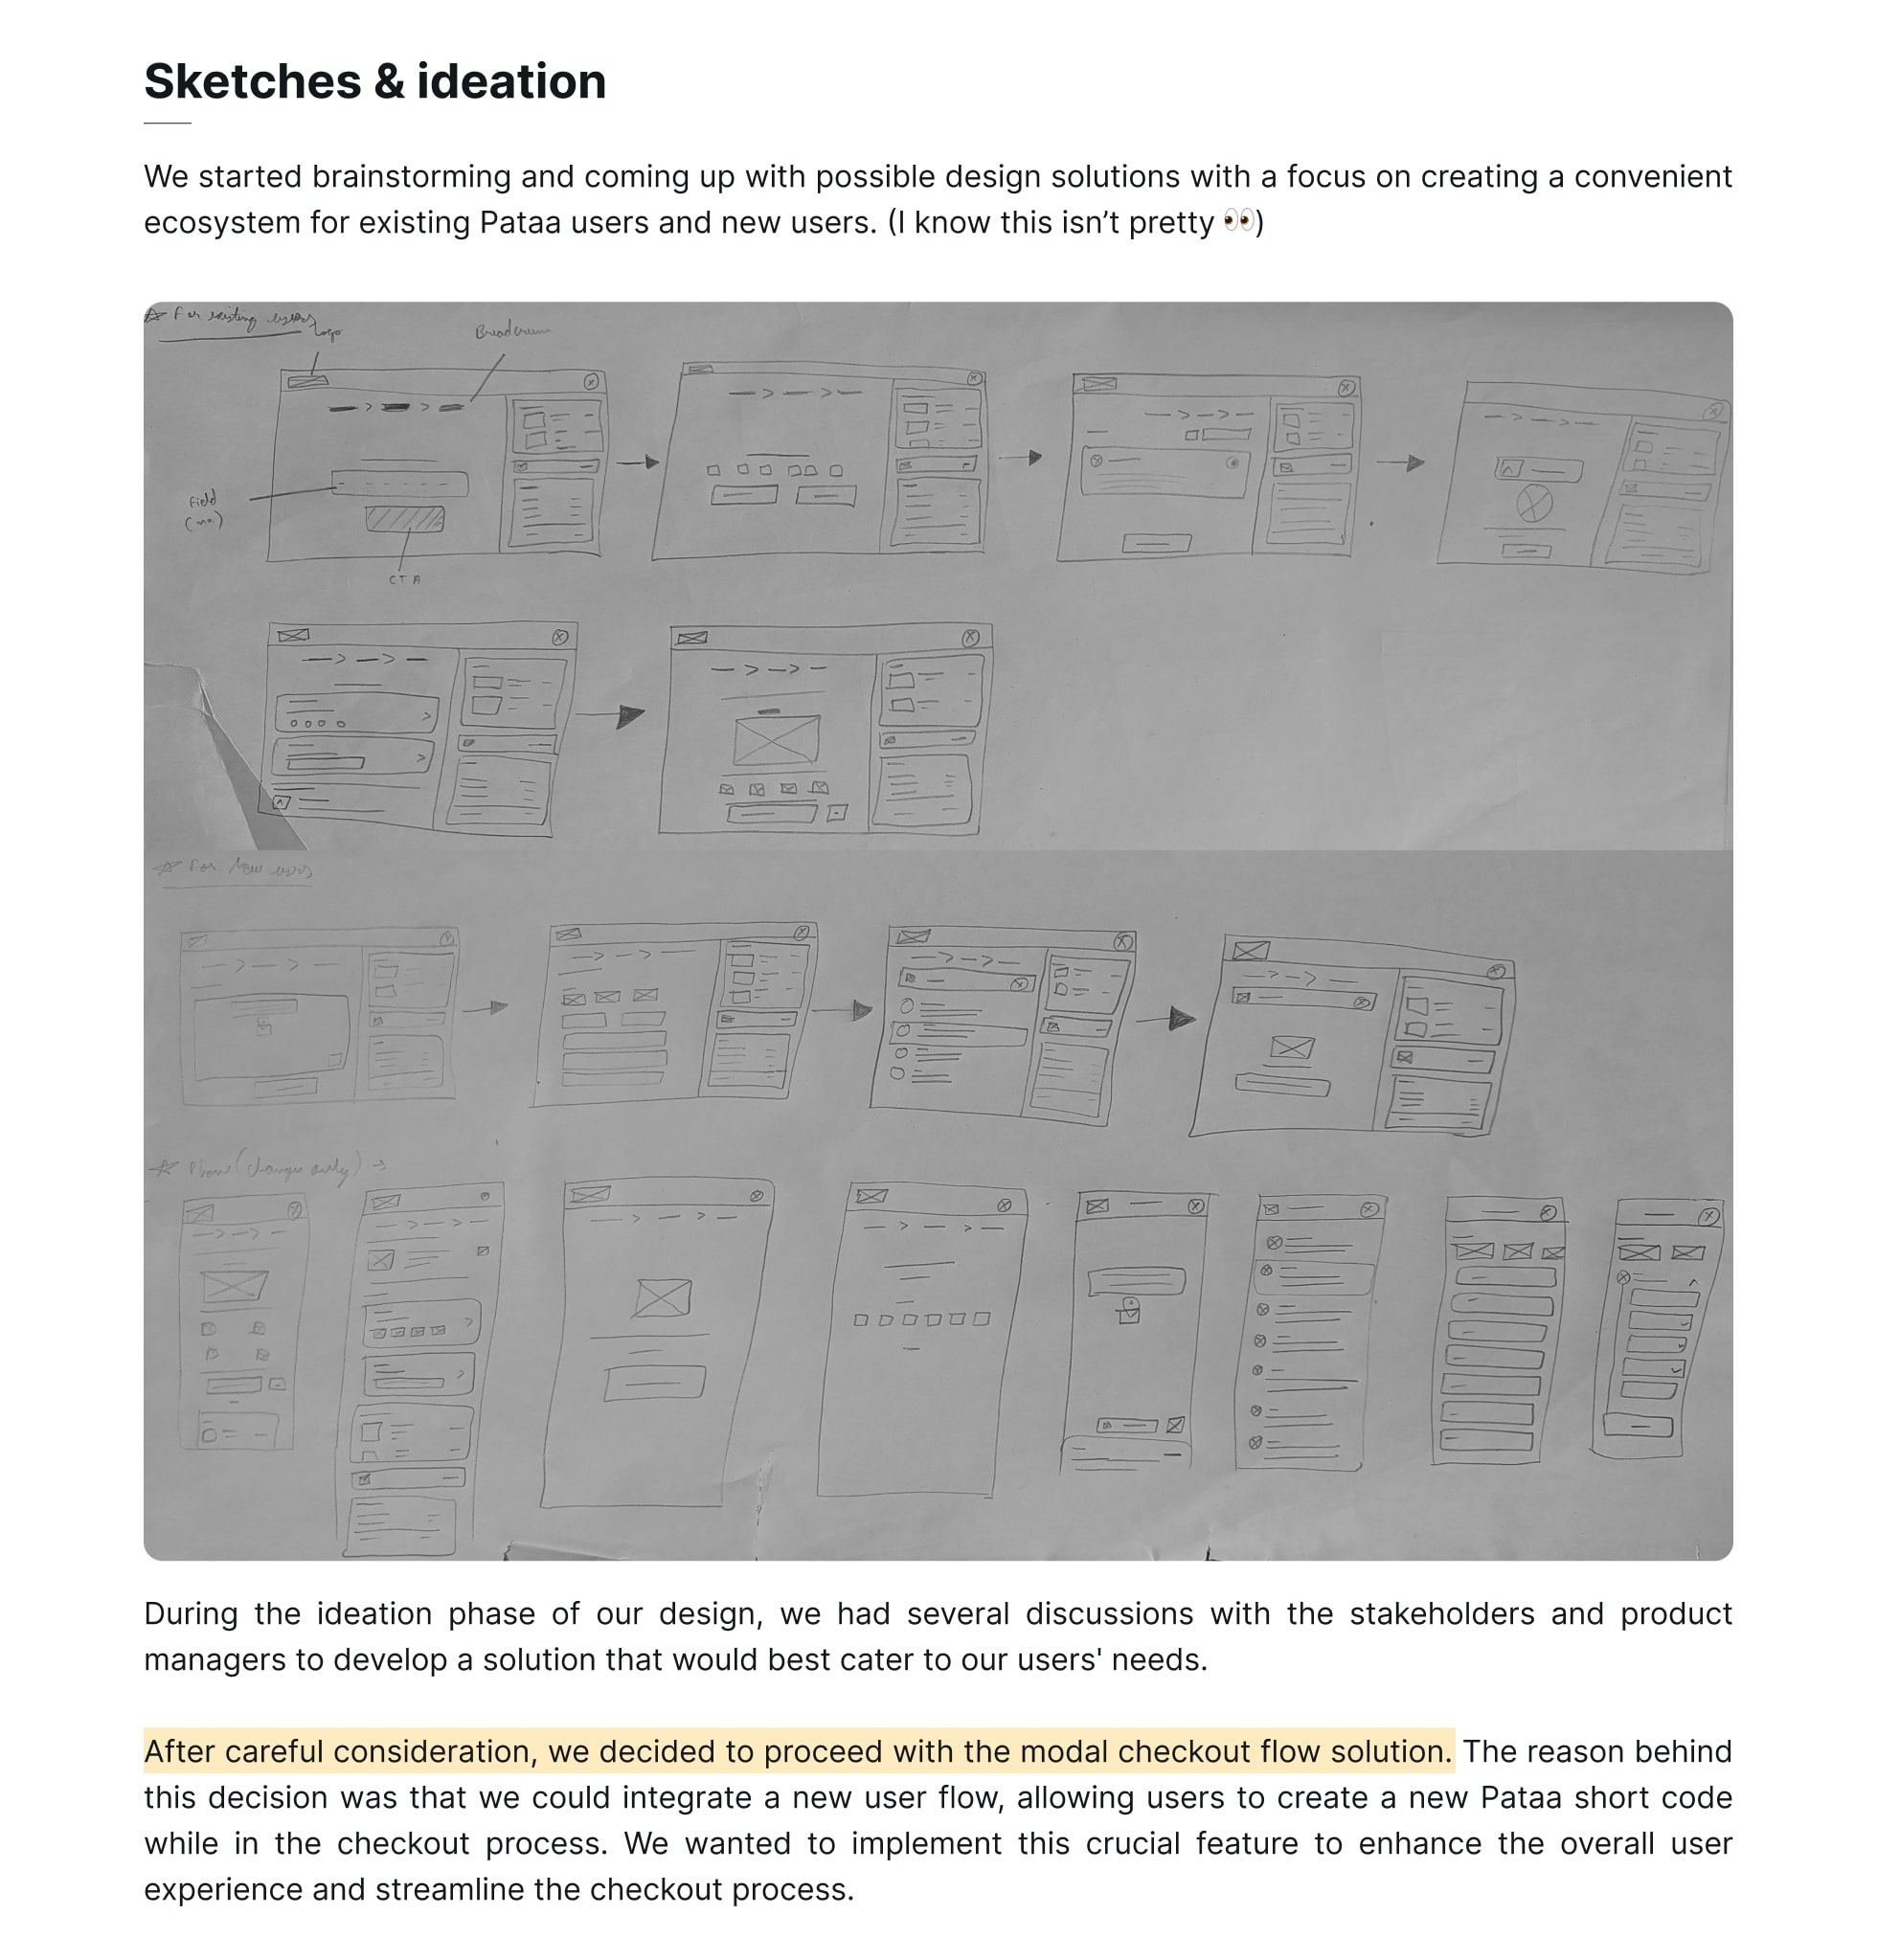 Sketches & ideation
We started brainstorming and coming up with possible design solutions with a focus on creating a convenient
ecosystem for existing Pataa users and new users. (I know this isn’t pretty 👀)
☆ For existing users
Logo
Breadcrum
Field
CTA
☆ For New users
☆ Phone (changes only) →
During the ideation phase of our design, we had several discussions with the stakeholders and product
managers to develop a solution that would best cater to our users' needs.
After careful consideration, we decided to proceed with the modal checkout flow solution. The reason behind
this decision was that we could integrate a new user flow, allowing users to create a new Pataa short code
while in the checkout process. We wanted to implement this crucial feature to enhance the overall user
experience and streamline the checkout process.